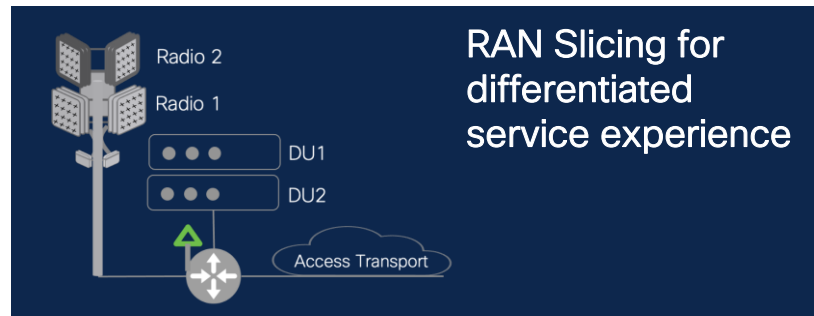 RAN Slicing for
differentiated
service experience
Radio 2
Radio 1
DU1
DU2
Access Transport